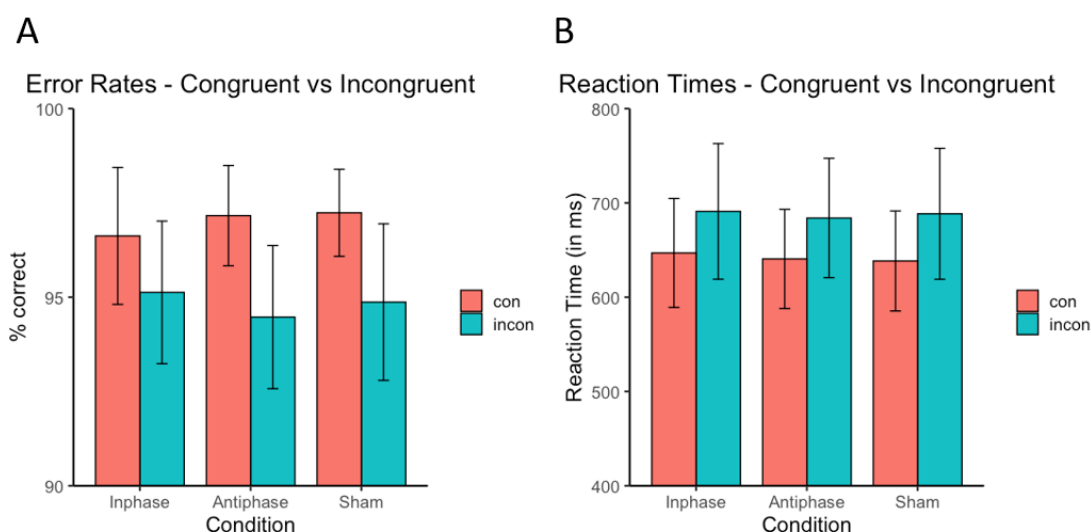 A
Error Rates - Congruent vs Incongruent
100
95
90
% correct
Inphase
Antiphase
Sham
Condition
con
incon
B
Reaction Times - Congruent vs Incongruent
800
700
600
500
400
Reaction Time (in ms)
Inphase
Antiphase
Sham
Condition
con
incon